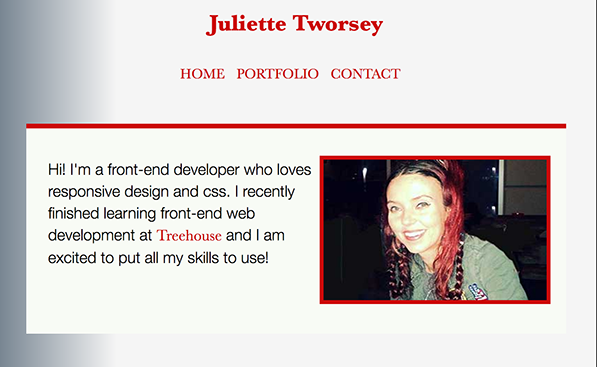 Juliette Tworsey
HOME PORTFOLIO CONTACT
Hi! I'm a front-end developer who loves
responsive design and css. I recently
finished learning front-end web
development at Treehouse and I am
excited to put all my skills to use!